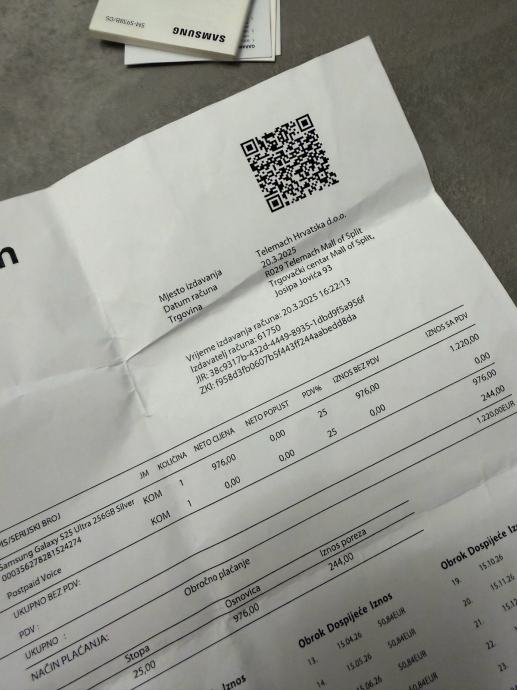 SM-S938B/DS
SAMSUNG
n
Telemach Hrvatska d.o.o.
Mjesto izdavanja 20.3.2025
Datum računa R029 Telemach Mall of Split
Trgovina Trgovački centar Mall of Split,
Josipa Jovića 93
Vrijeme izdavanja računa: 20.3.2025 16:22:13
Izdavatelj računa: 61750
JIR: 38c9317b-432d-4449-8935-1dbd9f5a956f
ZKI: f958d3fb0607b5f443ff244aabedd8da
/SERIJSKI BROJ JM KOLIČINA NETO CIJENA NETO POPUST PDV% IZNOS BEZ PDV IZNOS SA PDV
Samsung Galaxy S25 Ultra 256GB Silver KOM 1 976,00 0,00 25 976,00 1.220,00
000356278281524274
Postpaid Voice KOM 1 0,00 0,00 25 0,00 0,00
UKUPNO BEZ PDV: 976,00
PDV : 244,00
UKUPNO : 1.220,00EUR
NAČIN PLAĆANJA: Obročno plaćanje
Stopa Osnovica Iznos poreza
25,00 976,00 244,00
Obrok Dospijeće Iznos
13. 15.04.26 50,84EUR
14. 15.05.26 50,84EUR
15.06.26 50,84EUR
Obrok Dospijeće
19. 15.10.26
20. 15.11.26
21.
22.
23.
Iznos